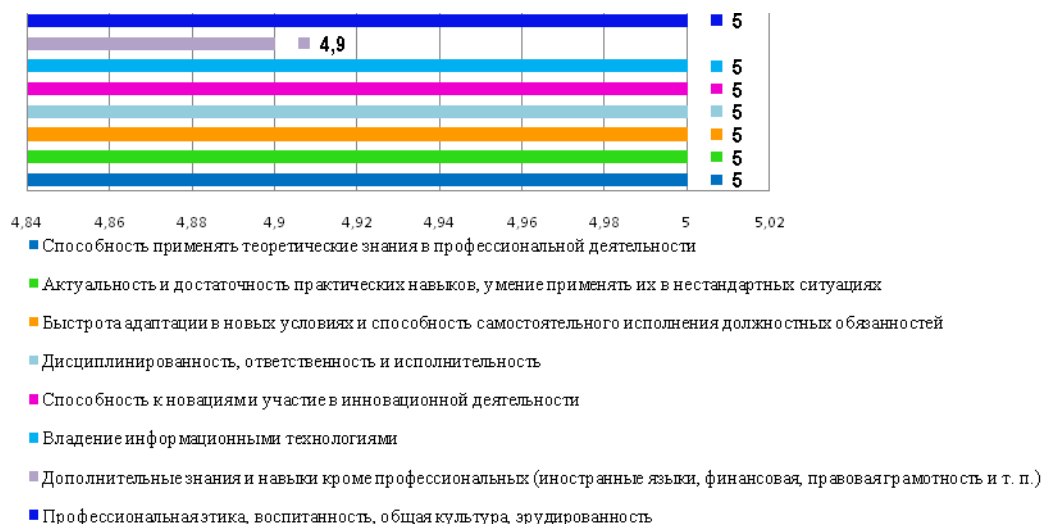 5
4,9
5
5
5
5
5
5
4,84 4,86 4,88 4,9 4,92 4,94 4,96 4,98 5 5,02
Способность применять теоретические знания в профессиональной деятельности
Актуальность и достаточность практических навыков, умение применять их в нестандартных ситуациях
Быстрота адаптации в новых условиях и способность самостоятельного исполнения должностных обязанностей
Дисциплинированность, ответственность и исполнительность
Способность к новациям и участие в инновационной деятельности
Владение информационными технологиями
Дополнительные знания и навыки кроме профессиональных (иностранные языки, финансовая, правовая грамотность и т. п.)
Профессиональная этика, воспитанность, общая культура, эрудированность